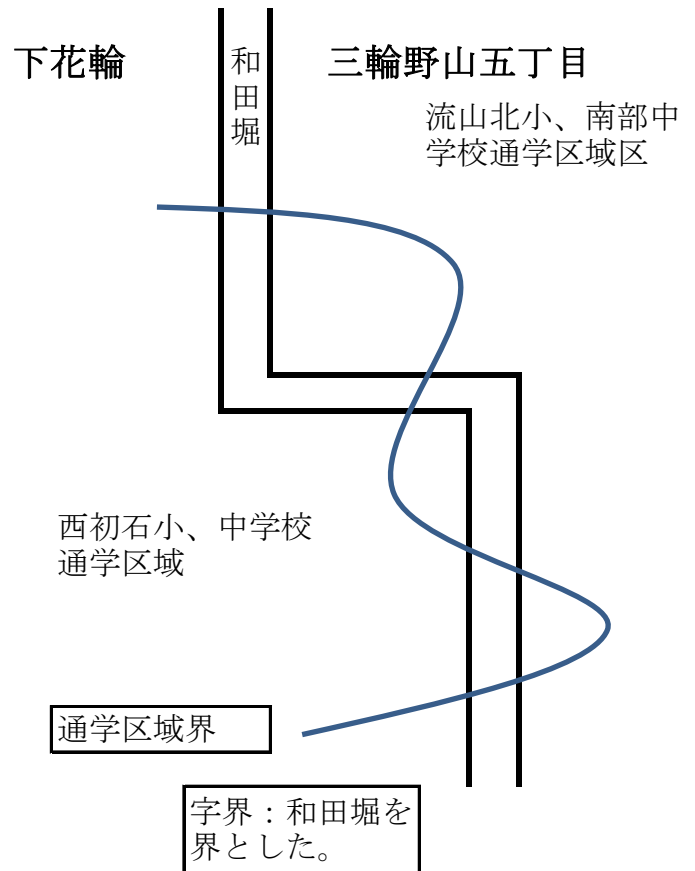 下花輪
和田堀
三輪野山五丁目
流山北小、南部中
学校通学区域区
西初石小、中学校
通学区域
通学区域界
字界：和田堀を
界とした。